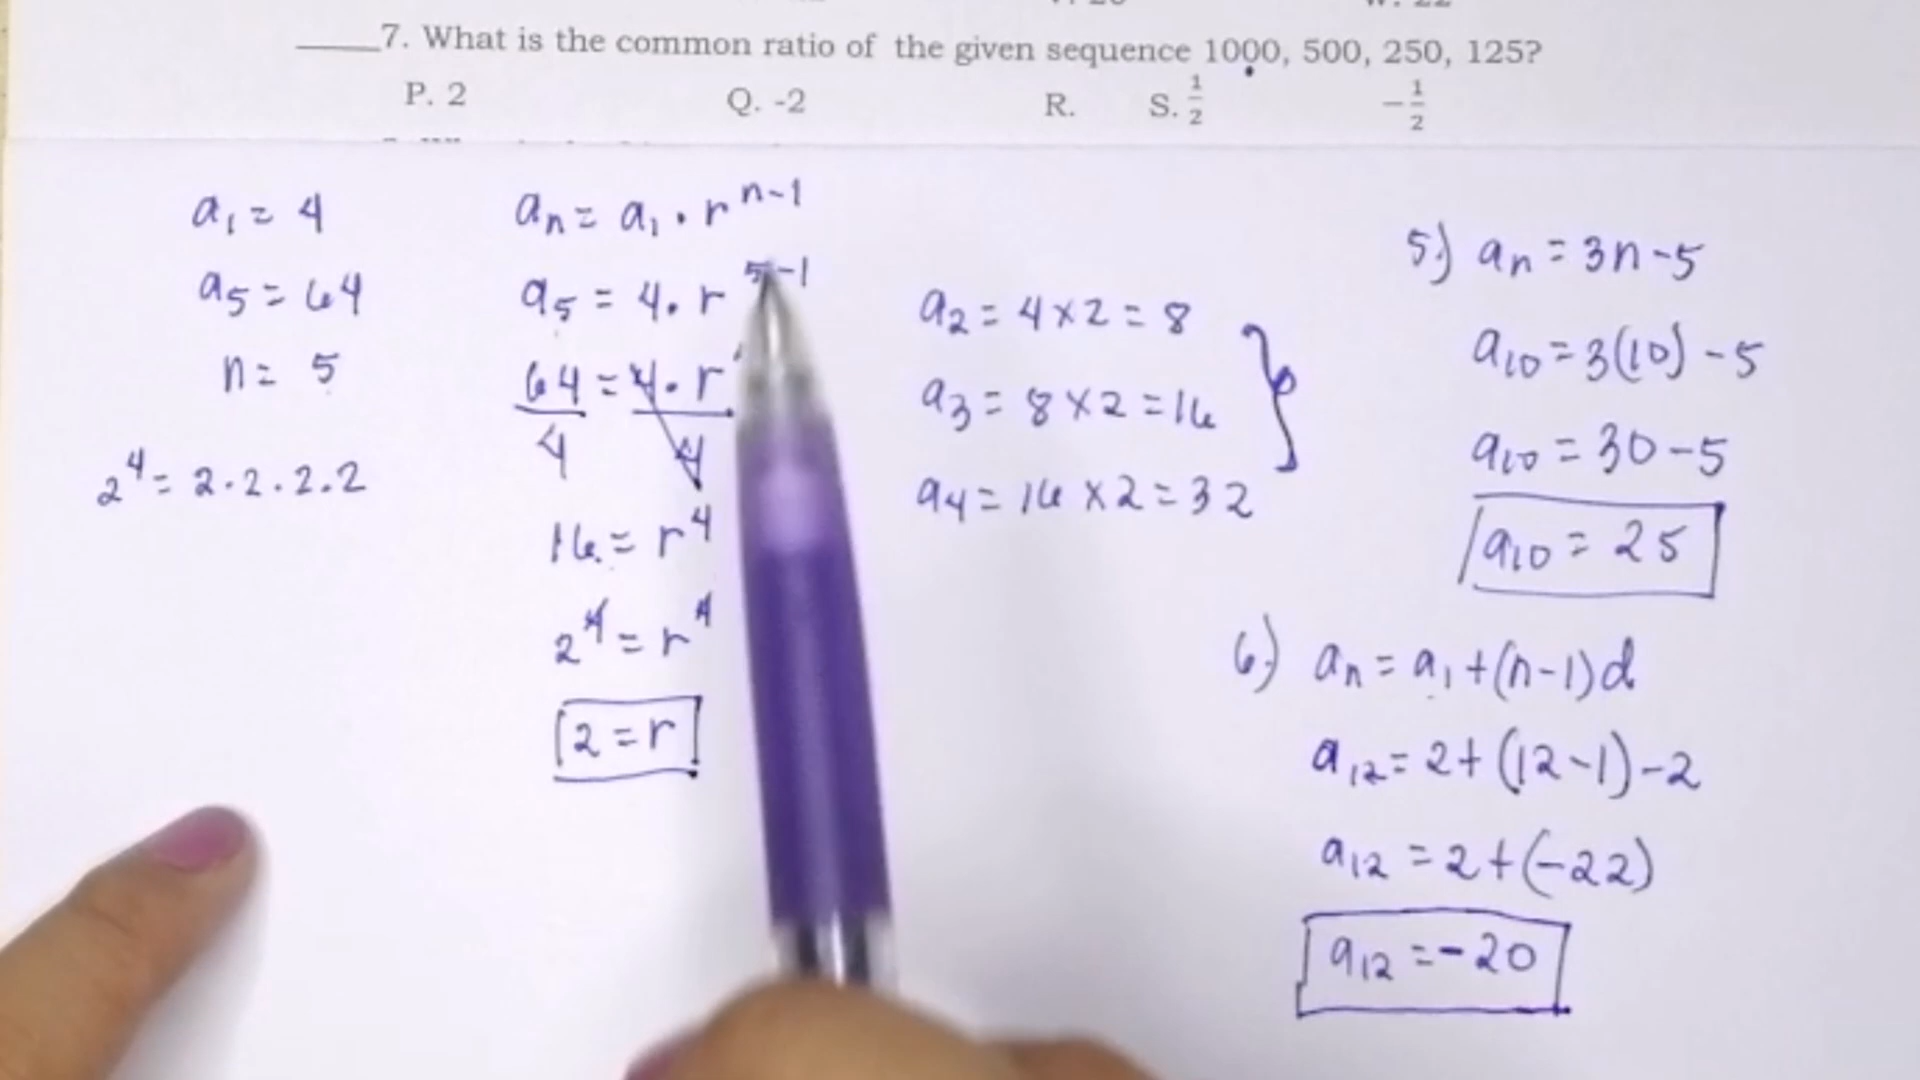 7. What is the common ratio of the given sequence 1000, 500, 250, 125?
P. 2 Q. -2 R. S. 1/2 -1/2
a₁ = 4
a₅ = 64
n = 5
2⁴ = 2·2·2·2
aₙ = a₁ · r ⁿ⁻¹
a₅ = 4 · r ⁵⁻¹
64 = 4 · r
4 4
16 = r⁴
2⁴ = r⁴
2 = r
a₂ = 4 x 2 = 8
a₃ = 8 x 2 = 16
a₄ = 16 x 2 = 32
5.) aₙ = 3n - 5
a₁₀ = 3(10) - 5
a₁₀ = 30 - 5
a₁₀ = 25
6.) aₙ = a₁ + (n-1)d
a₁₂ = 2 + (12-1) -2
a₁₂ = 2 + (-22)
a₁₂ = -20